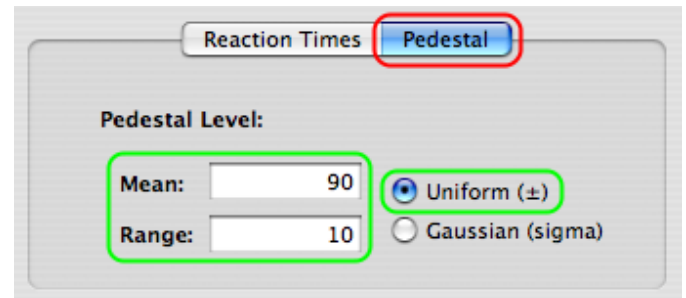 Reaction Times Pedestal
Pedestal Level:
Mean: 90 Uniform (±)
Range: 10 Gaussian (sigma)